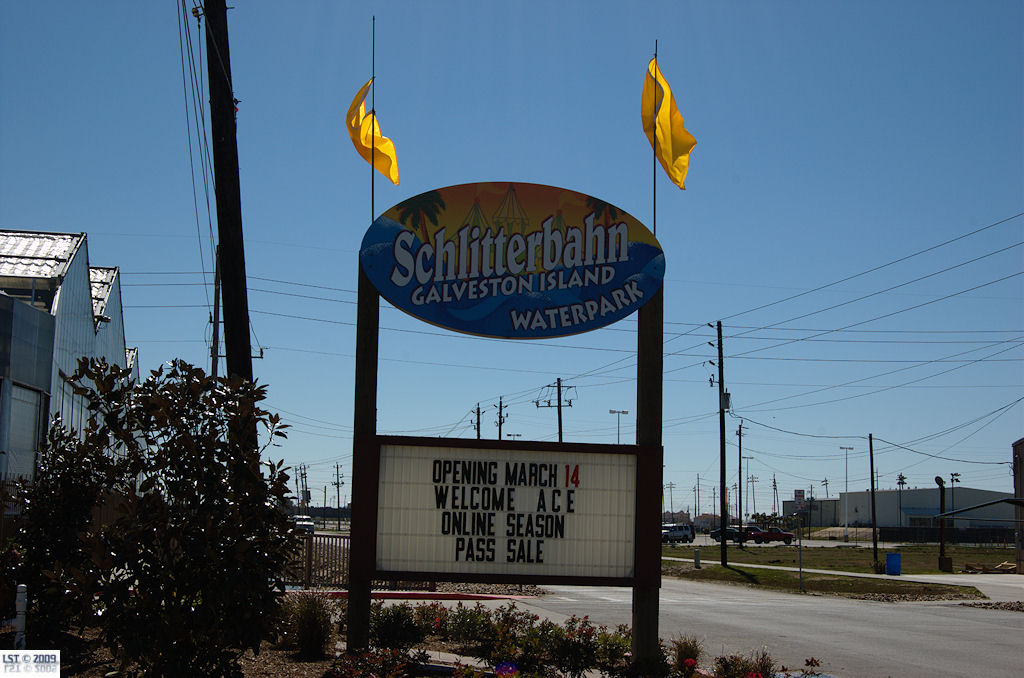 Schlitterbahn
GALVESTON ISLAND
WATERPARK
OPENING MARCH 14
WELCOME ACE
ONLINE SEASON
PASS SALE
LST © 2009